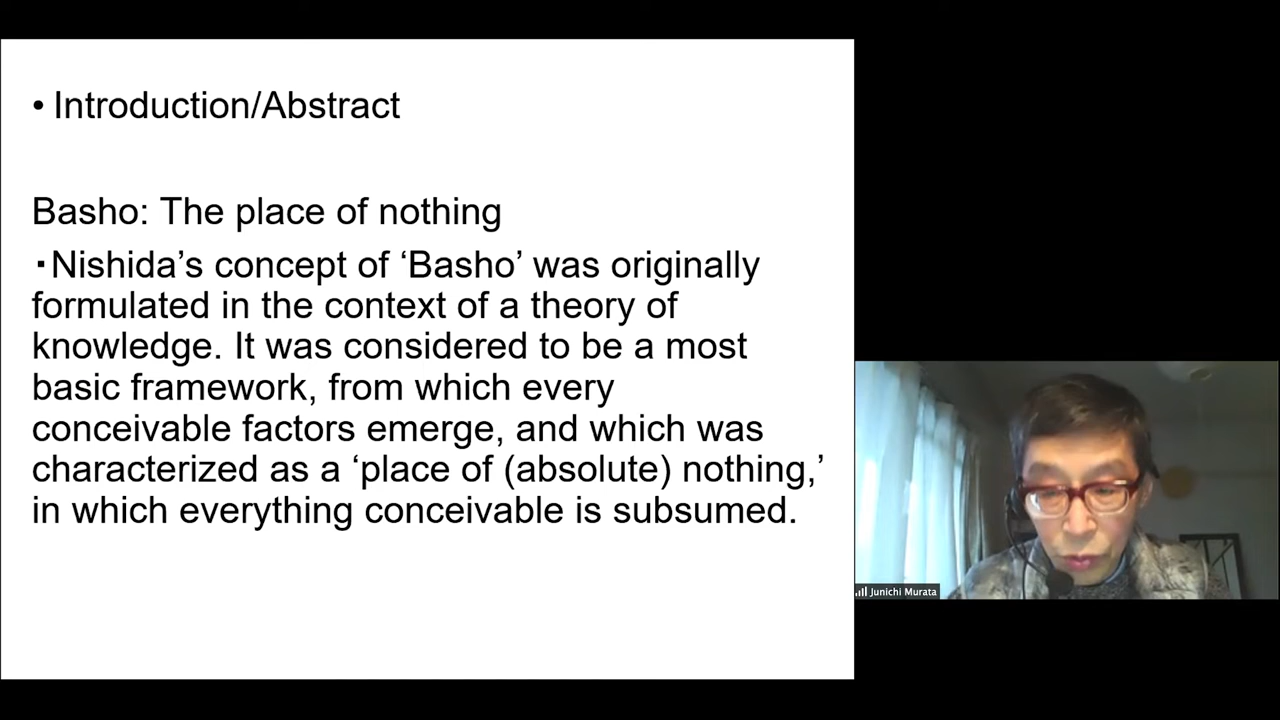 • Introduction/Abstract
Basho: The place of nothing
・Nishida’s concept of ‘Basho’ was originally
formulated in the context of a theory of
knowledge. It was considered to be a most
basic framework, from which every
conceivable factors emerge, and which was
characterized as a ‘place of (absolute) nothing,’
in which everything conceivable is subsumed.
Junichi Murata